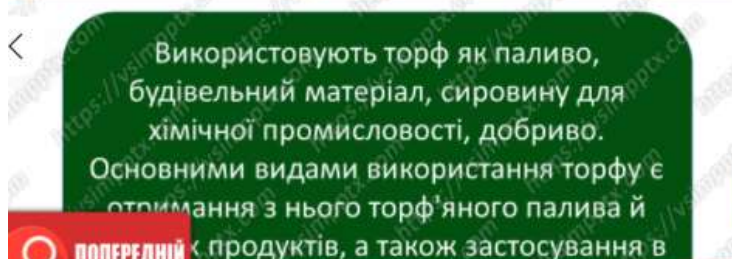 Використовують торф як паливо,
будівельний матеріал, сировину для
хімічної промисловості, добриво.
Основними видами використання торфу є
отримання з нього торф'яного палива й
продуктів, а також застосування в
ПОПЕРЕДНІЙ